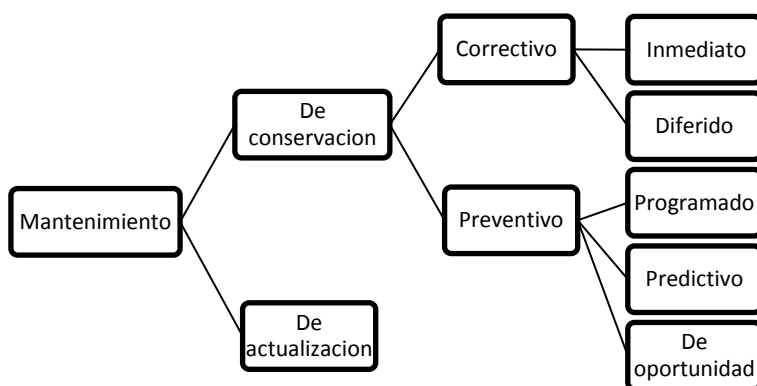 Mantenimiento
De
conservacion
De
actualizacion
Correctivo
Preventivo
Inmediato
Diferido
Programado
Predictivo
De
oportunidad